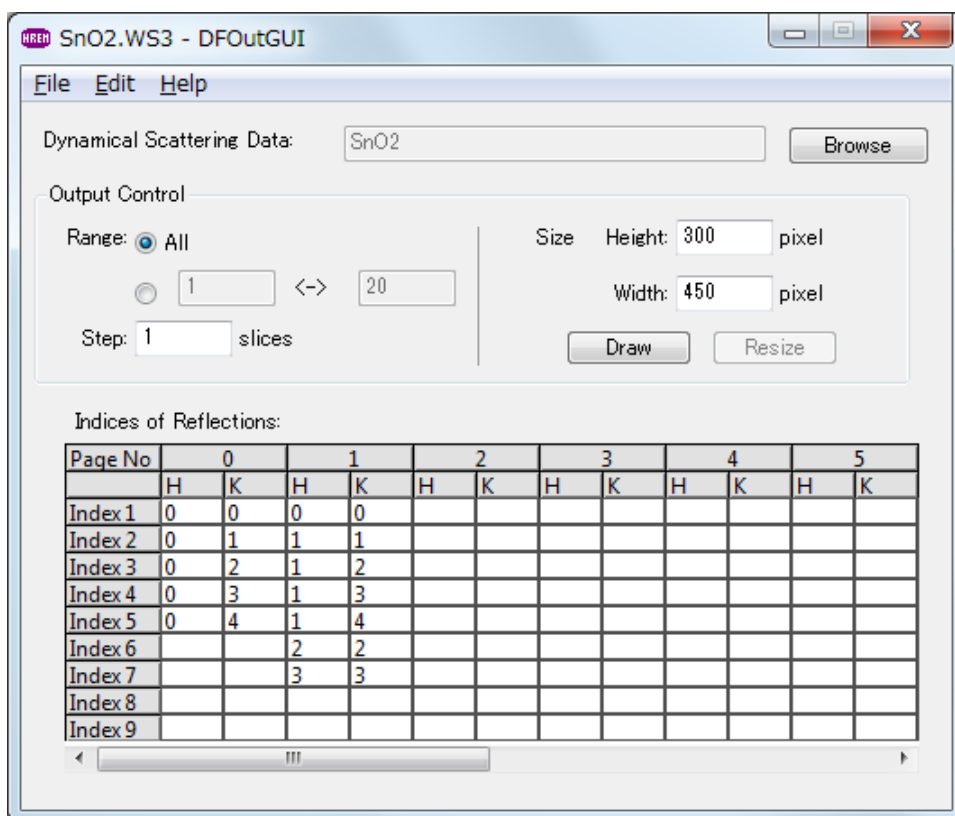 HREM SnO2.WS3 - DFOutGUI
File Edit Help
Dynamical Scattering Data: SnO2 Browse
Output Control
Range: All
1 <-> 20
Step: 1 slices
Size Height: 300 pixel
Width: 450 pixel
Draw Resize
Indices of Reflections:
Page No 0 1 2 3 4 5
H K H K H K H K H K H K
Index 1 0 0 0 0
Index 2 0 1 1 1
Index 3 0 2 1 2
Index 4 0 3 1 3
Index 5 0 4 1 4
Index 6 2 2
Index 7 3 3
Index 8
Index 9